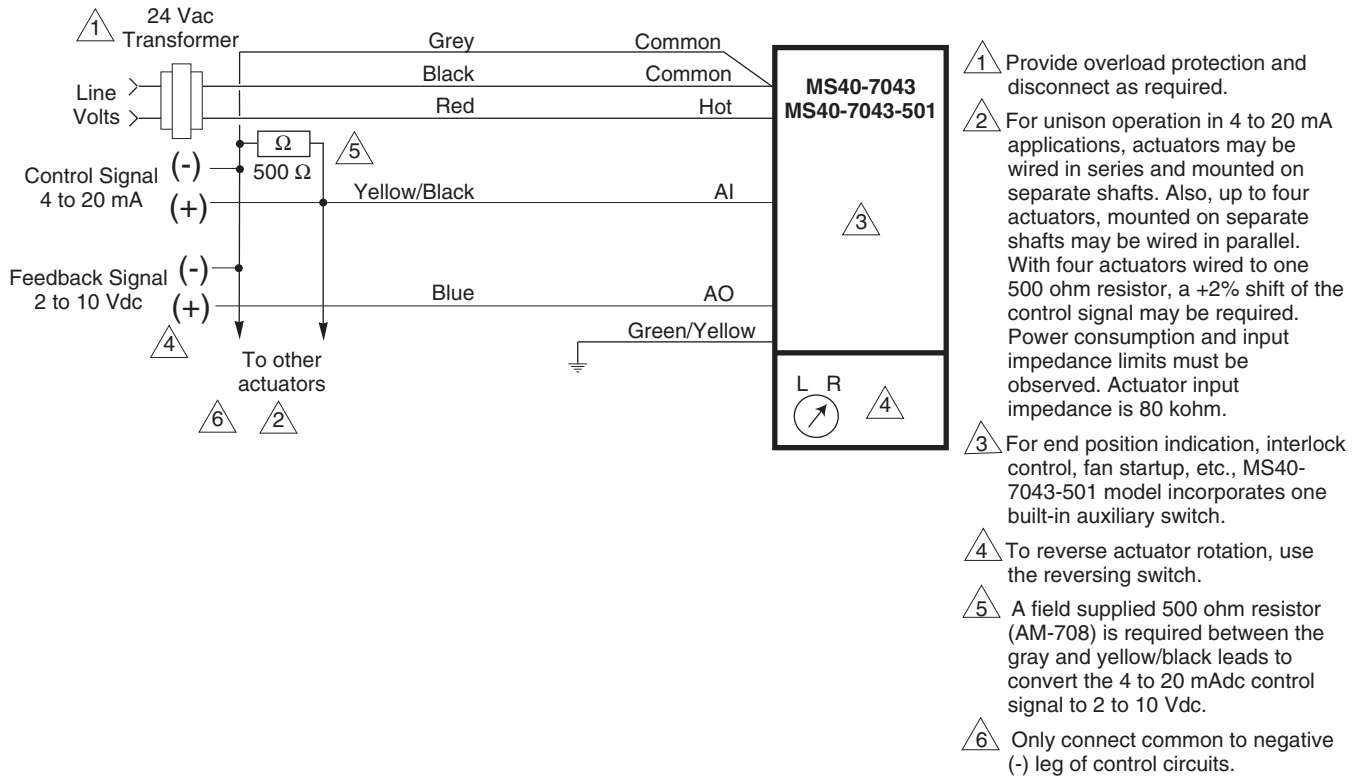 1
24 Vac
Transformer
Grey
Common
Black
Common
Line
Volts
Red
Hot
MS40-7043
MS40-7043-501
Ω
500 Ω
5
Control Signal
4 to 20 mA
(-)
(+)
Yellow/Black
AI
3
Feedback Signal
2 to 10 Vdc
(-)
(+)
4
Blue
AO
Green/Yellow
To other
actuators
6
2
L R
4
1 Provide overload protection and
disconnect as required.
2 For unison operation in 4 to 20 mA
applications, actuators may be
wired in series and mounted on
separate shafts. Also, up to four
actuators, mounted on separate
shafts may be wired in parallel.
With four actuators wired to one
500 ohm resistor, a +2% shift of the
control signal may be required.
Power consumption and input
impedance limits must be
observed. Actuator input
impedance is 80 kohm.
3 For end position indication, interlock
control, fan startup, etc., MS40-
7043-501 model incorporates one
built-in auxiliary switch.
4 To reverse actuator rotation, use
the reversing switch.
5 A field supplied 500 ohm resistor
(AM-708) is required between the
gray and yellow/black leads to
convert the 4 to 20 mAdc control
signal to 2 to 10 Vdc.
6 Only connect common to negative
(-) leg of control circuits.